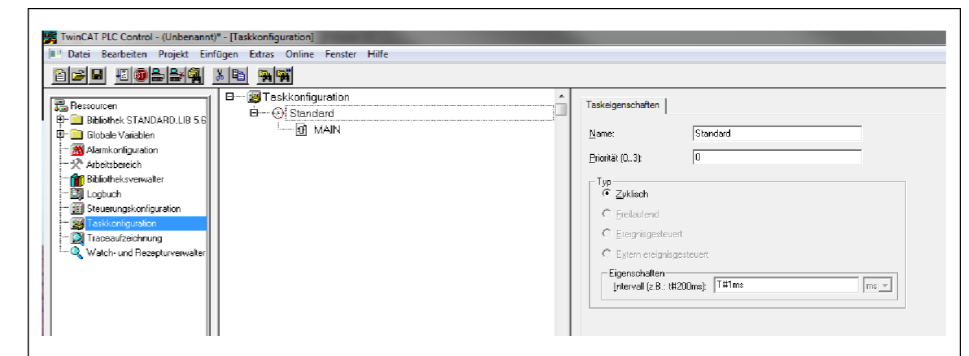 TwinCAT PLC Control - (Unbenannt)* - [Taskkonfiguration]
Datei Bearbeiten Projekt Einfügen Extras Online Fenster Hilfe
Ressourcen
Bibliothek STANDARD.LIB 5.6
Globale Variablen
Alarmkonfiguration
Arbeitsbereich
Bibliotheksverwalter
Logbuch
Steuerungskonfiguration
Taskkonfiguration
Traceaufzeichnung
Watch- und Rezepturverwalter
Taskkonfiguration
Standard
MAIN
Taskeigenschaften
Name: Standard
Priorität (0..3): 0
Typ
Zyklisch
Freilaufend
Ereignisgesteuert
Extern ereignisgesteuert
Eigenschaften
Intervall (z.B.: t#200ms): T#1ms ms